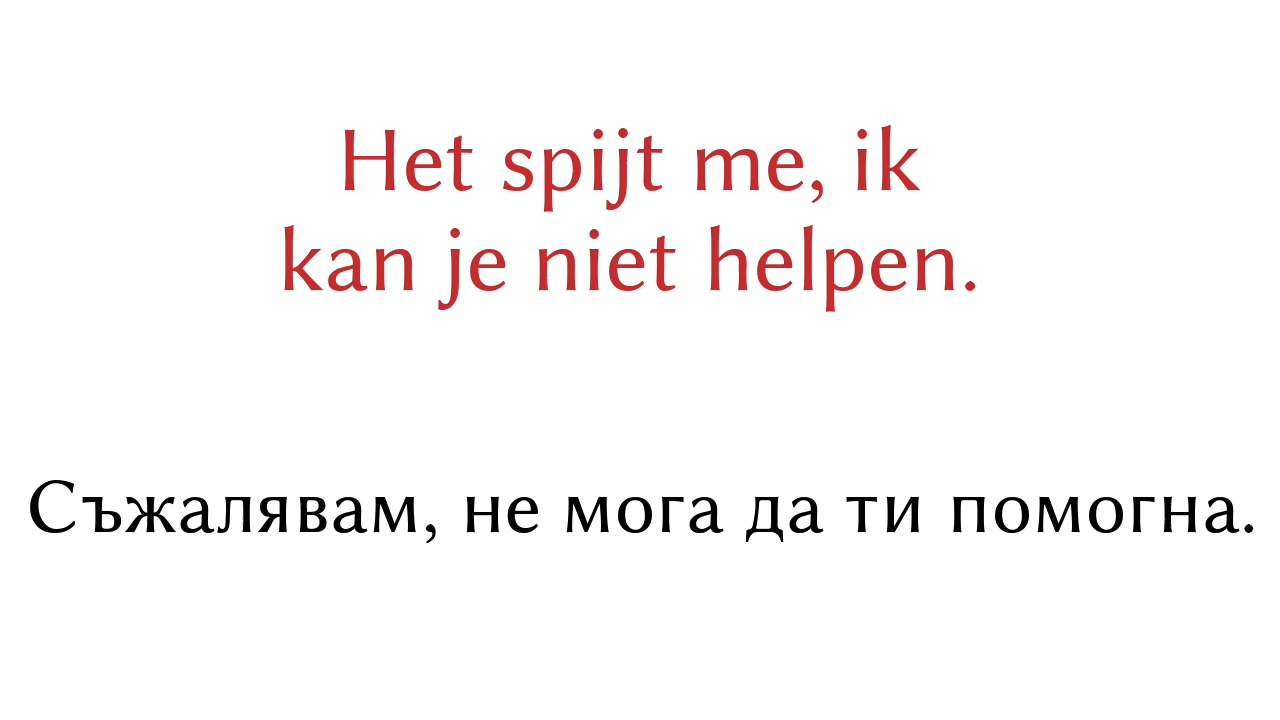 Het spijt me, ik
kan je niet helpen.
Съжалявам, не мога да ти помогна.